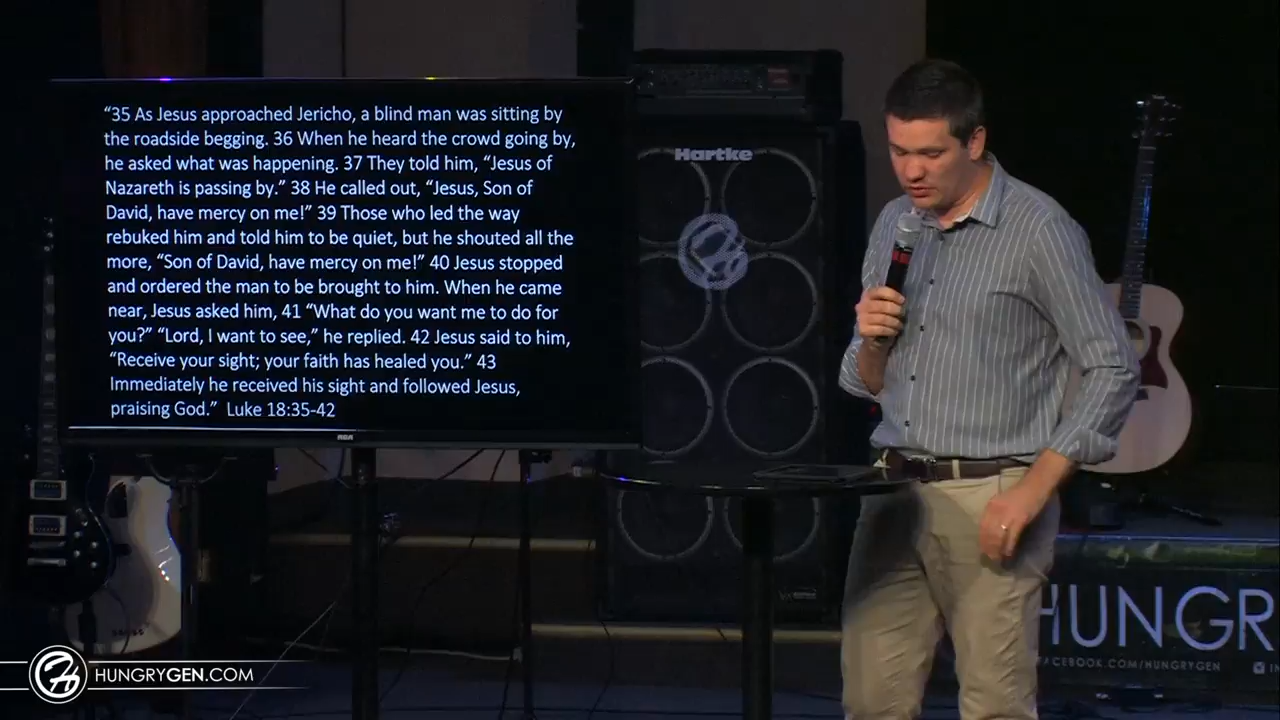 “35 As Jesus approached Jericho, a blind man was sitting by
the roadside begging. 36 When he heard the crowd going by,
he asked what was happening. 37 They told him, “Jesus of
Nazareth is passing by.” 38 He called out, “Jesus, Son of
David, have mercy on me!” 39 Those who led the way
rebuked him and told him to be quiet, but he shouted all the
more, “Son of David, have mercy on me!” 40 Jesus stopped
and ordered the man to be brought to him. When he came
near, Jesus asked him, 41 “What do you want me to do for
you?” “Lord, I want to see,” he replied. 42 Jesus said to him,
“Receive your sight; your faith has healed you.” 43
Immediately he received his sight and followed Jesus,
praising God.” Luke 18:35-42
RCA
Hartke
HUNGR
FACEBOOK.COM/HUNGRYGEN
IN
HUNGRYGEN.COM